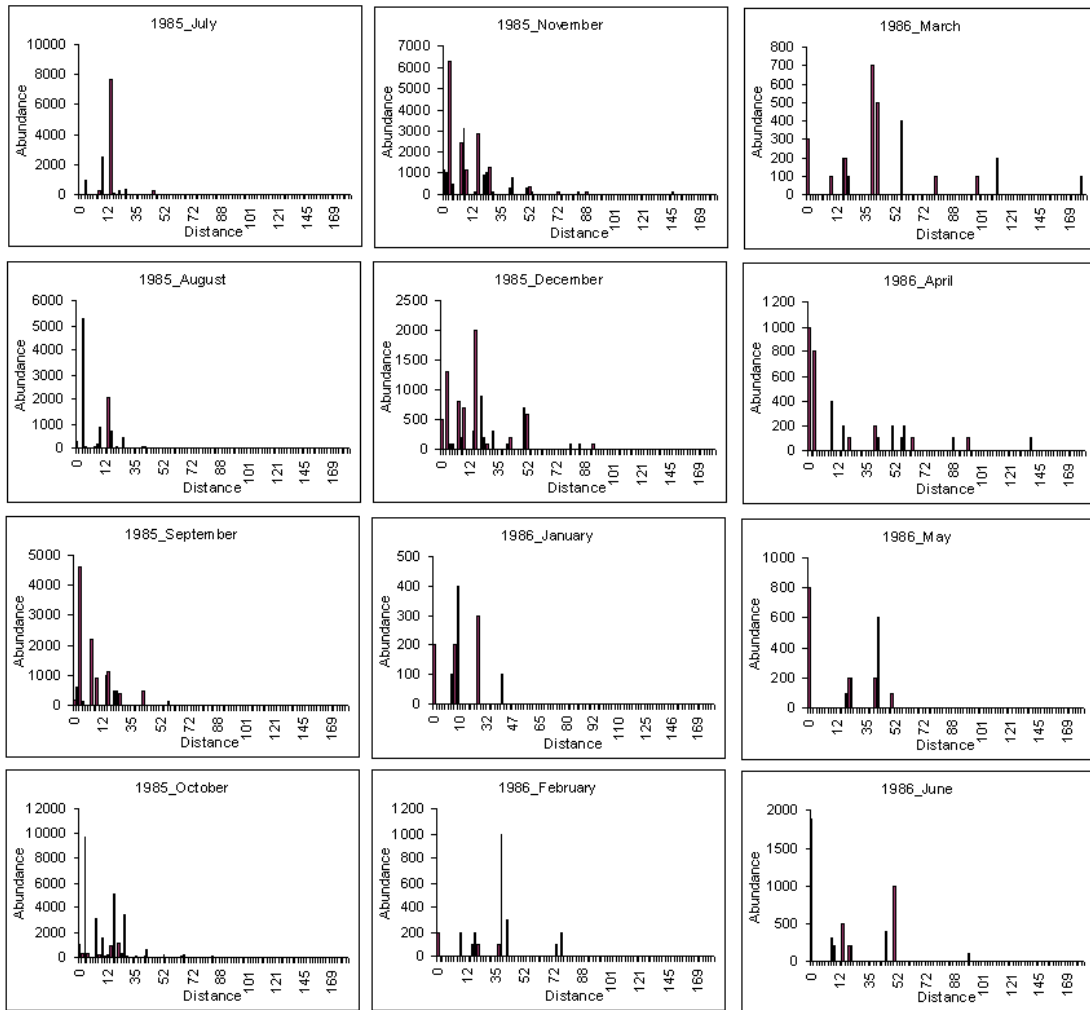 1985_July
10000
8000
6000
4000
2000
0
Abundance
0 12 35 52 72 88 101 121 145 169
Distance
1985_November
7000
6000
5000
4000
3000
2000
1000
0
Abundance
0 12 35 52 72 88 101 121 145 169
Distance
1986_March
800
700
600
500
400
300
200
100
0
Abundance
0 12 35 52 72 88 101 121 145 169
Distance
1985_August
6000
5000
4000
3000
2000
1000
0
Abundance
0 12 35 52 72 88 101 121 145 169
Distance
1985_December
2500
2000
1500
1000
500
0
Abundance
0 12 35 52 72 88 101 121 145 169
Distance
1986_April
1200
1000
800
600
400
200
0
Abundance
0 12 35 52 72 88 101 121 145 169
Distance
1985_September
5000
4000
3000
2000
1000
0
Abundance
0 12 35 52 72 88 101 121 145 169
Distance
1986_January
500
400
300
200
100
0
Abundance
0 10 32 47 65 80 92 110 125 146 169
Distance
1986_May
1000
800
600
400
200
0
Abundance
0 12 35 52 72 88 101 121 145 169
Distance
1985_October
12000
10000
8000
6000
4000
2000
0
Abundance
0 12 35 52 72 88 101 121 145 169
Distance
1986_February
1200
1000
800
600
400
200
0
Abundance
0 12 35 52 72 88 101 121 145 169
Distance
1986_June
2000
1500
1000
500
0
Abundance
0 12 35 52 72 88 101 121 145 169
Distance